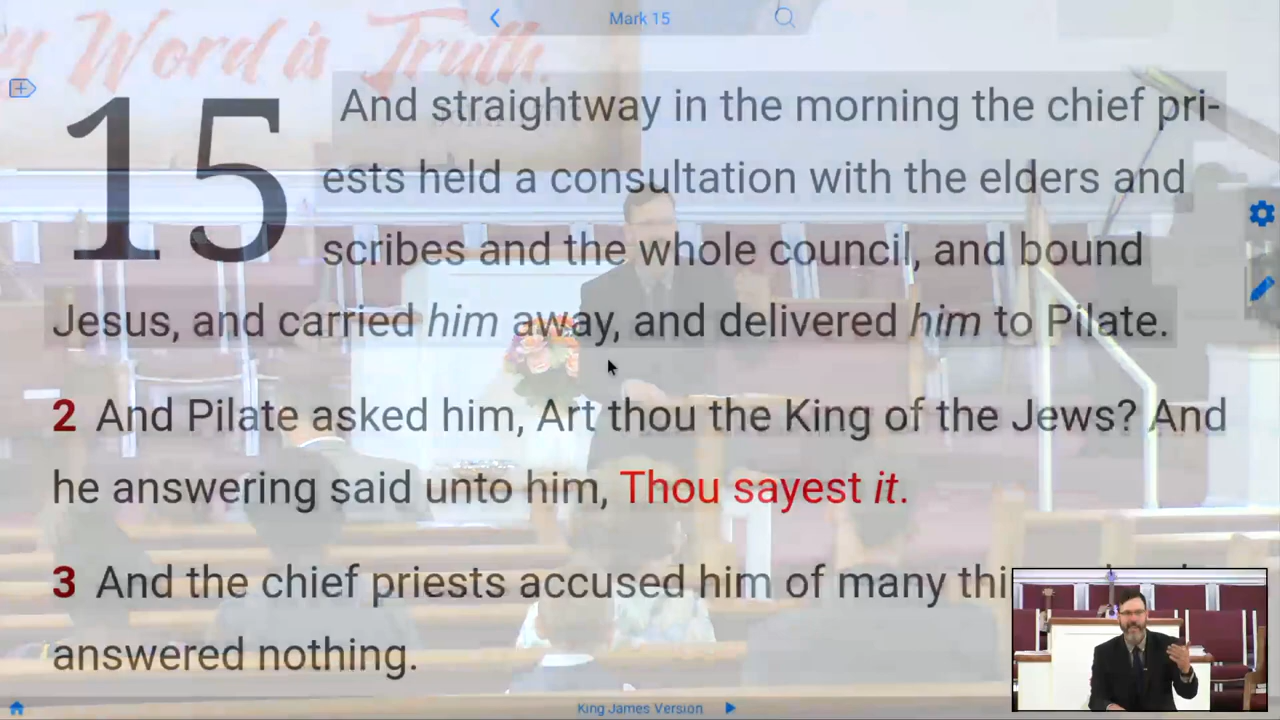 Mark 15
y Word is Truth.
15 And straightway in the morning the chief pri-
ests held a consultation with the elders and
scribes and the whole council, and bound
Jesus, and carried him away, and delivered him to Pilate.
2 And Pilate asked him, Art thou the King of the Jews? And
he answering said unto him, Thou sayest it.
3 And the chief priests accused him of many thi
answered nothing.
King James Version